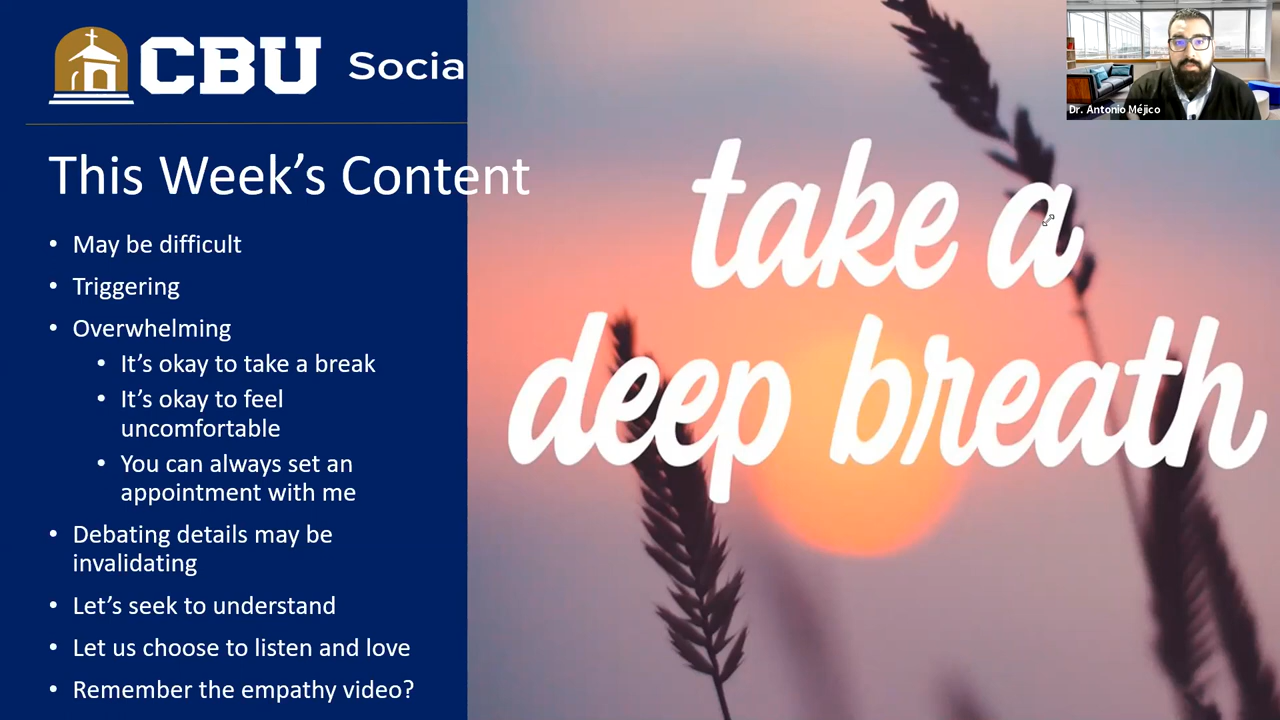 CBU Socia
Dr. Antonio Méjico
This Week's Content
• May be difficult
• Triggering
• Overwhelming
• It's okay to take a break
• It's okay to feel
uncomfortable
• You can always set an
appointment with me
• Debating details may be
invalidating
• Let's seek to understand
• Let us choose to listen and love
• Remember the empathy video?
take a
deep breath